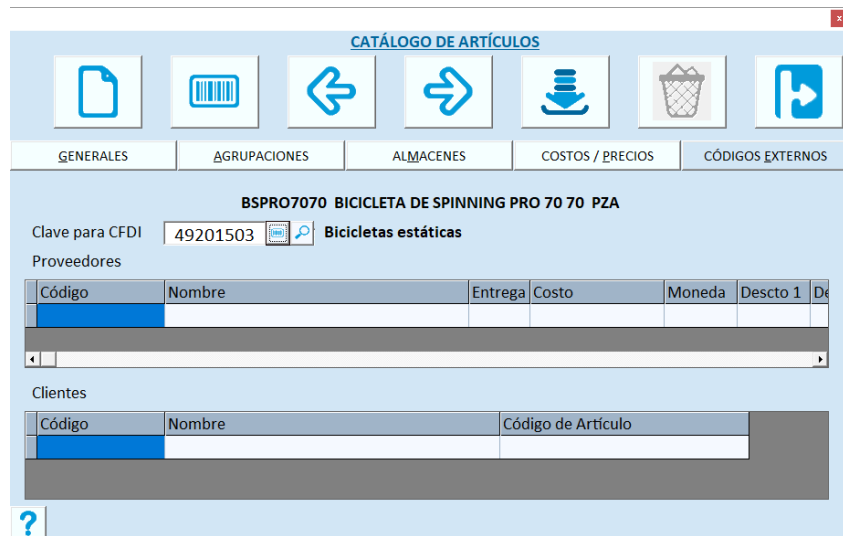 x
CATÁLOGO DE ARTÍCULOS
GENERALES AGRUPACIONES ALMACENES COSTOS / PRECIOS CÓDIGOS EXTERNOS
BSPRO7070 BICICLETA DE SPINNING PRO 70 70 PZA
Clave para CFDI 49201503 Bicicletas estáticas
Proveedores
Código Nombre Entrega Costo Moneda Descto 1 De
Clientes
Código Nombre Código de Artículo
?